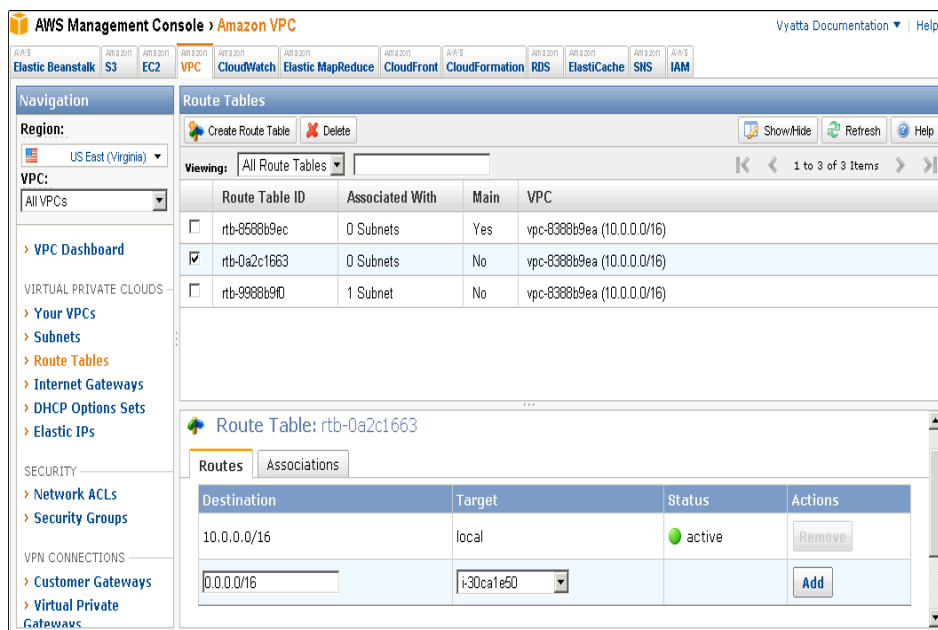 AWS Management Console › Amazon VPC
Vyatta Documentation ▼ | Help
AWS Elastic Beanstalk
Amazon S3
Amazon EC2
Amazon VPC
Amazon CloudWatch
Amazon Elastic MapReduce
Amazon CloudFront
AWS CloudFormation
Amazon RDS
Amazon ElastiCache
Amazon SNS
AWS IAM
Navigation
Region:
US East (Virginia) ▼
VPC:
All VPCs
› VPC Dashboard
VIRTUAL PRIVATE CLOUDS
› Your VPCs
› Subnets
› Route Tables
› Internet Gateways
› DHCP Options Sets
› Elastic IPs
SECURITY
› Network ACLs
› Security Groups
VPN CONNECTIONS
› Customer Gateways
› Virtual Private
Gateways
Route Tables
Create Route Table Delete Show/Hide Refresh Help
Viewing: All Route Tables 1 to 3 of 3 Items
Route Table ID Associated With Main VPC
rtb-8588b9ec 0 Subnets Yes vpc-8388b9ea (10.0.0.0/16)
rtb-0a2c1663 0 Subnets No vpc-8388b9ea (10.0.0.0/16)
rtb-9988b9f0 1 Subnet No vpc-8388b9ea (10.0.0.0/16)
Route Table: rtb-0a2c1663
Routes Associations
Destination Target Status Actions
10.0.0.0/16 local active Remove
0.0.0.0/16 i-30ca1e50 Add